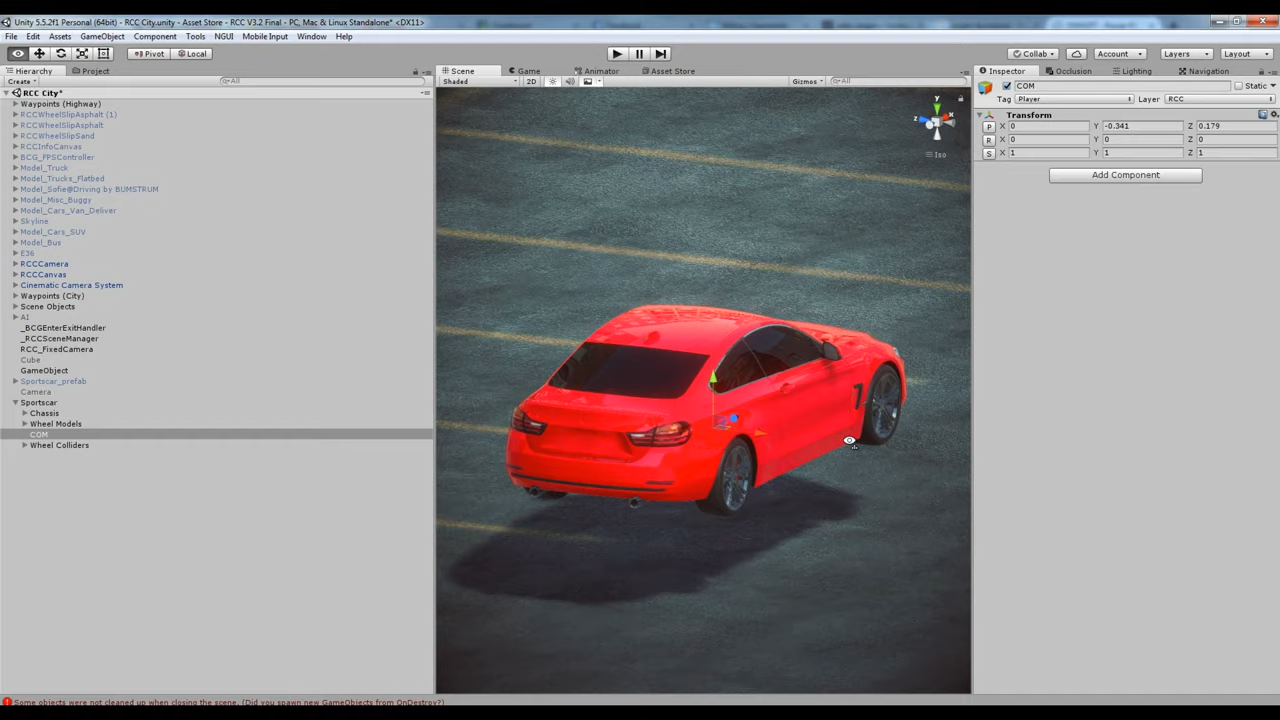 Unity 5.5.2f1 Personal (64bit) - RCC City.unity - Asset Store - RCC V3.2 Final - PC, Mac & Linux Standalone* <DX11>
File Edit Assets GameObject Component Tools NGUI Mobile Input Window Help
Pivot Local Collab Account Layers Layout
Hierarchy Project Scene Game Animator Asset Store Inspector Occlusion Lighting Navigation
Create All Shaded 2D Gizmos All COM Static
RCC City*
Tag Player Layer RCC
Waypoints (Highway)
RCCWheelSlipAsphalt (1)
Transform
RCCWheelSlipAsphalt
P X 0 Y -0.341 Z 0.179
RCCWheelSlipSand
R X 0 Y 0 Z 0
RCCInfoCanvas
S X 1 Y 1 Z 1
BCG_FPSController
Model_Truck
Add Component
Model_Trucks_Flatbed
Model_Sofie@Driving by BUMSTRUM
Model_Misc_Buggy
Model_Cars_Van_Deliver
Skyline
Model_Cars_SUV
Model_Bus
E36
RCCCamera
RCCCanvas
Cinematic Camera System
Waypoints (City)
Scene Objects
AI
_BCGEnterExitHandler
_RCCSceneManager
RCC_FixedCamera
Cube
GameObject
Sportscar_prefab
Camera
Sportscar
Chassis
Wheel Models
COM
Wheel Colliders
y
x
z
Iso
Some objects were not cleaned up when closing the scene. (Did you spawn new GameObjects from OnDestroy?)